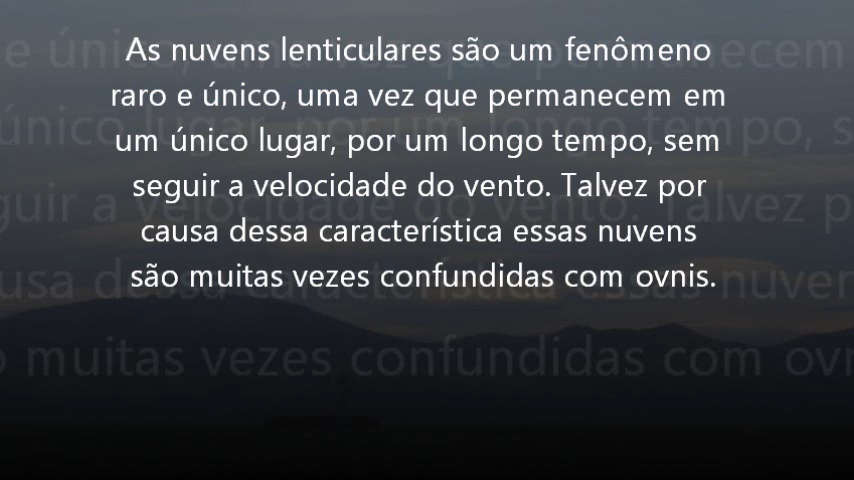 As nuvens lenticulares são um fenômeno
raro e único, uma vez que permanecem em
um único lugar, por um longo tempo, sem
seguir a velocidade do vento. Talvez por
causa dessa característica essas nuvens
são muitas vezes confundidas com ovnis.